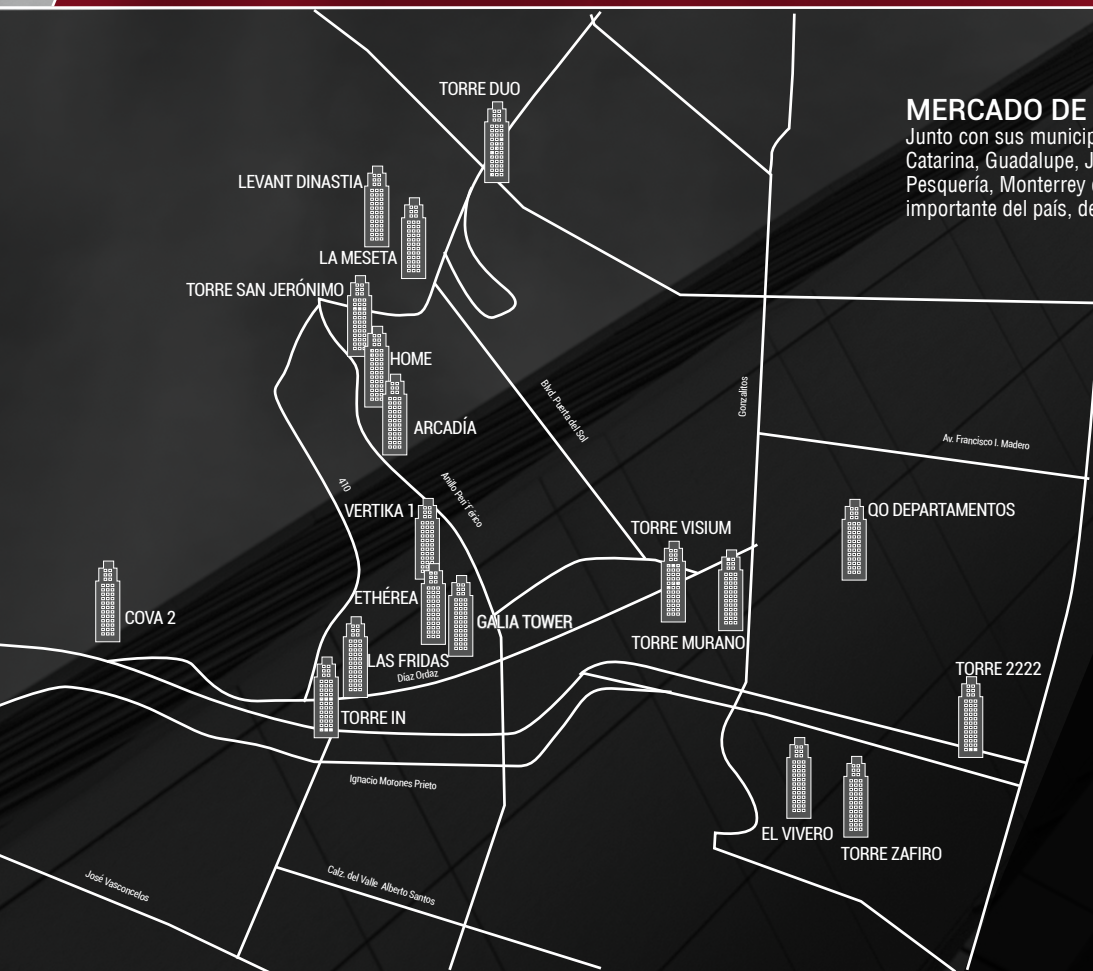 TORRE DUO
MERCADO DE
Junto con sus municip
Catarina, Guadalupe, J
Pesquería, Monterrey
importante del país, de
LEVANT DINASTIA
LA MESETA
TORRE SAN JERÓNIMO
HOME
ARCADÍA
Blvd. Puerta del Sol
Gonzalitos
Av. Francisco I. Madero
410
Anillo Periférico
VERTIKA 1
TORRE VISIUM
QO DEPARTAMENTOS
COVA 2
ETHÉREA
GALIA TOWER
TORRE MURANO
LAS FRIDAS
Díaz Ordaz
TORRE 2222
TORRE IN
Ignacio Morones Prieto
EL VIVERO
TORRE ZAFIRO
José Vasconcelos
Calz. del Valle Alberto Santos